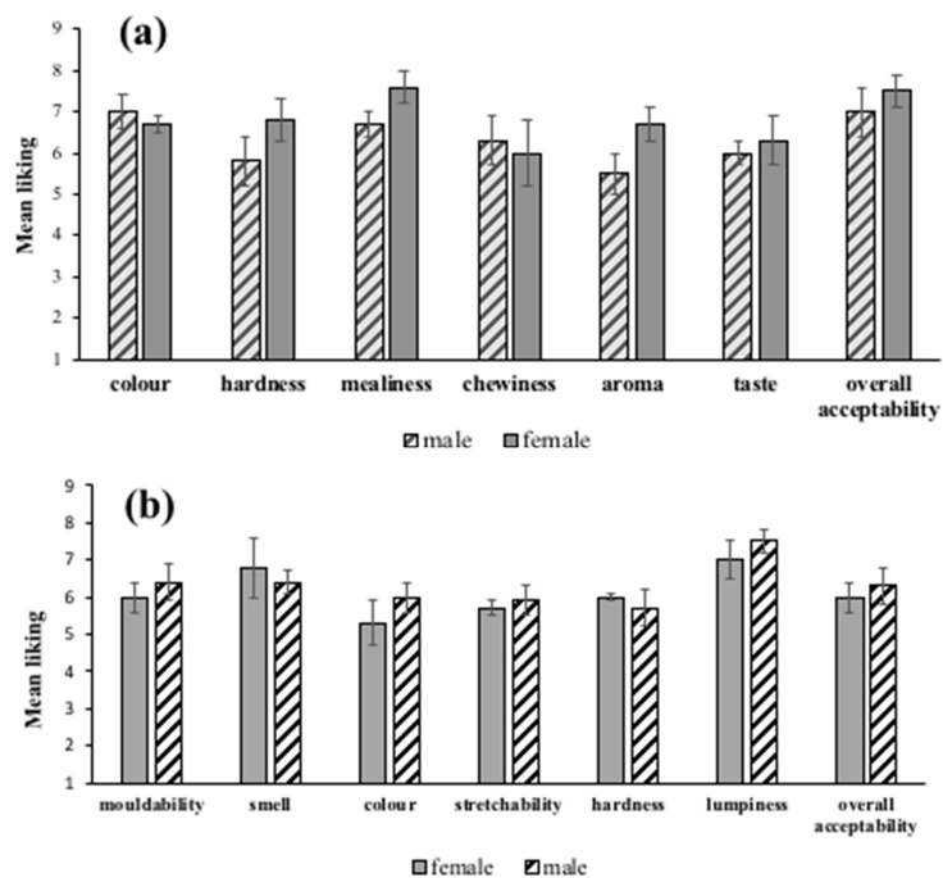 (a)
9
8
7
6
5
4
3
2
1
Mean liking
colour hardness mealiness chewiness aroma taste overall
acceptability
male female
(b)
9
8
7
6
5
4
3
2
1
Mean liking
mouldability smell colour stretchability hardness lumpiness overall
acceptability
female male